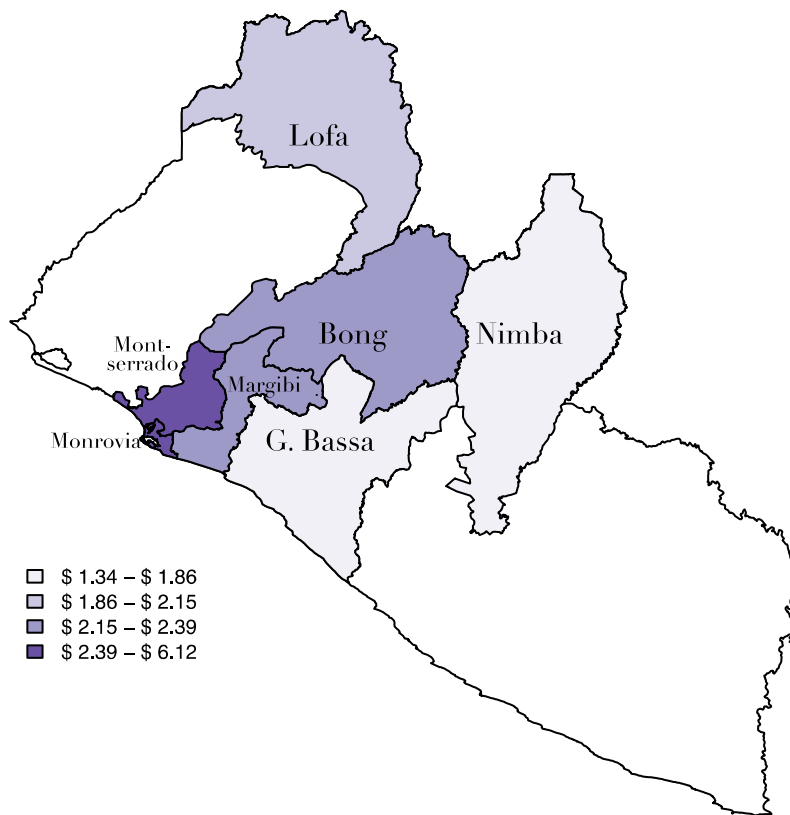 Lofa
Mont-
serrado
Bong
Nimba
Margibi
Monrovia
G. Bassa
$ 1.34 – $ 1.86
$ 1.86 – $ 2.15
$ 2.15 – $ 2.39
$ 2.39 – $ 6.12